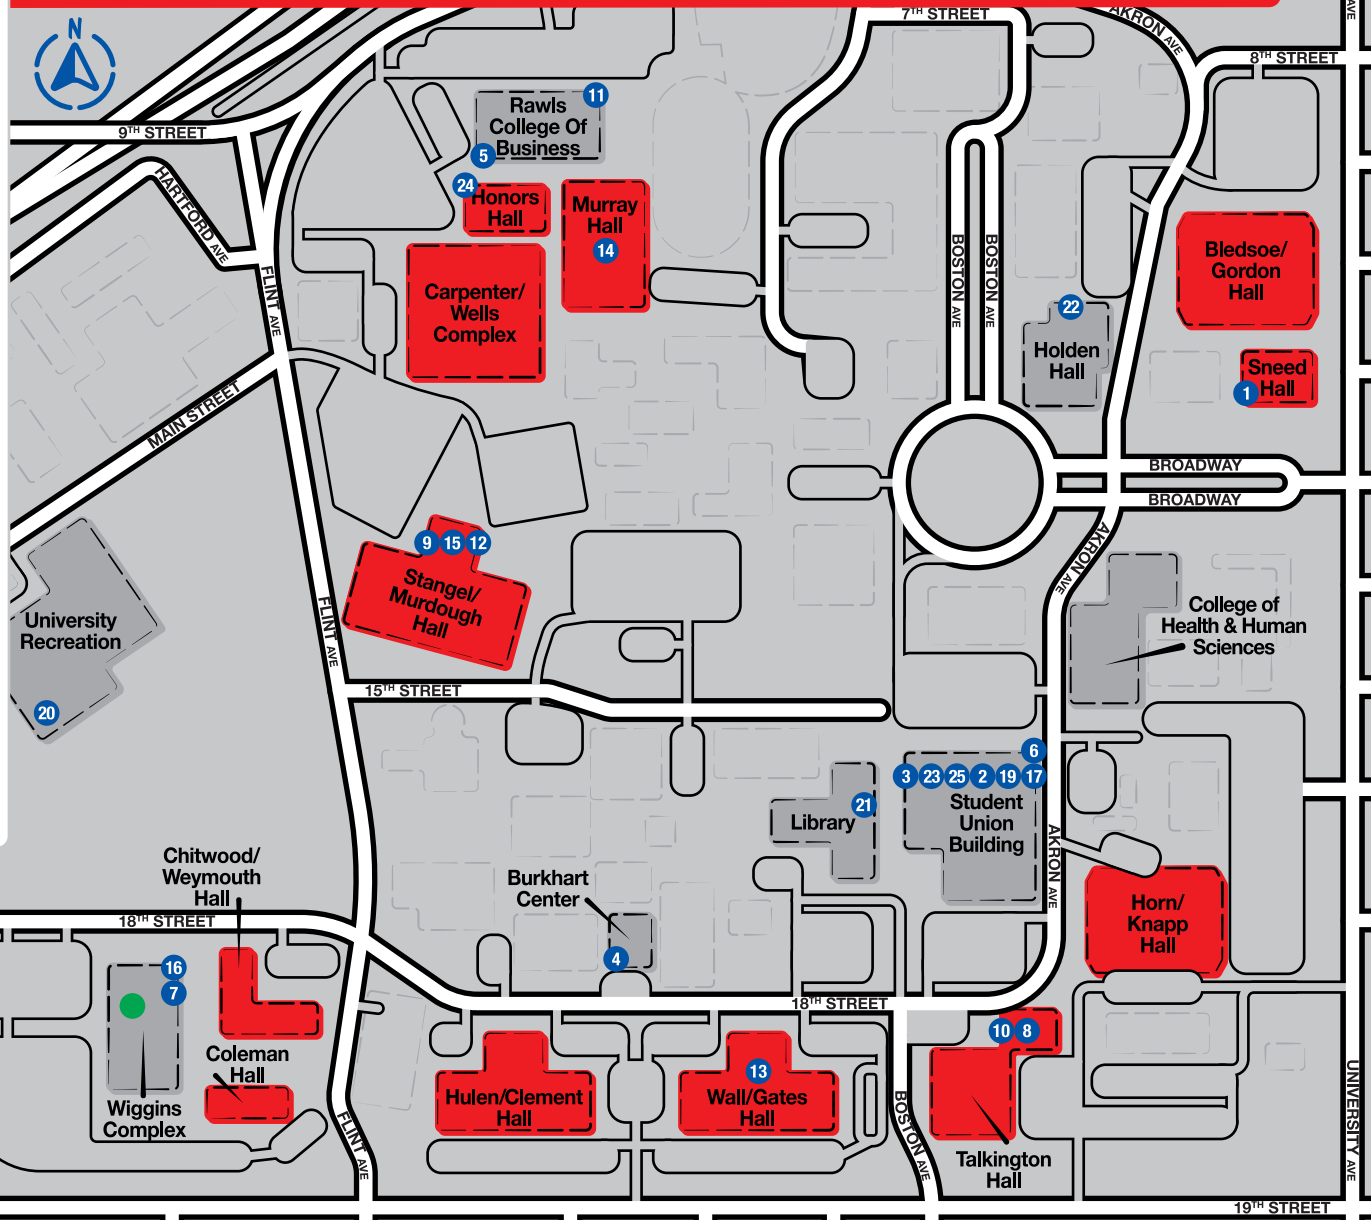 7TH STREET
AKRON AVE
AVE
N
8TH STREET
11
Rawls
College Of
Business
5
9TH STREET
24
Honors
Hall
Murray
Hall
14
HARTFORD AVE
Bledsoe/
Gordon
Hall
BOSTON AVE
BOSTON AVE
FLINT AVE
Carpenter/
Wells
Complex
22
Holden
Hall
Sneed
Hall
1
MAIN STREET
BROADWAY
BROADWAY
9
15
12
AKRON AVE
Stangel/
Murdough
Hall
University
Recreation
FLINT AVE
College of
Health & Human
Sciences
15TH STREET
20
6
3
23
25
2
19
17
Student
Union
Building
21
Library
Chitwood/
Weymouth
Hall
Burkhart
Center
AKRON AVE
Horn/
Knapp
Hall
18TH STREET
16
7
4
18TH STREET
10
8
Coleman
Hall
13
Hulen/Clement
Hall
Wall/Gates
Hall
Wiggins
Complex
FLINT AVE
BOSTON AVE
UNIVERSITY AVE
Talkington
Hall
19TH STREET